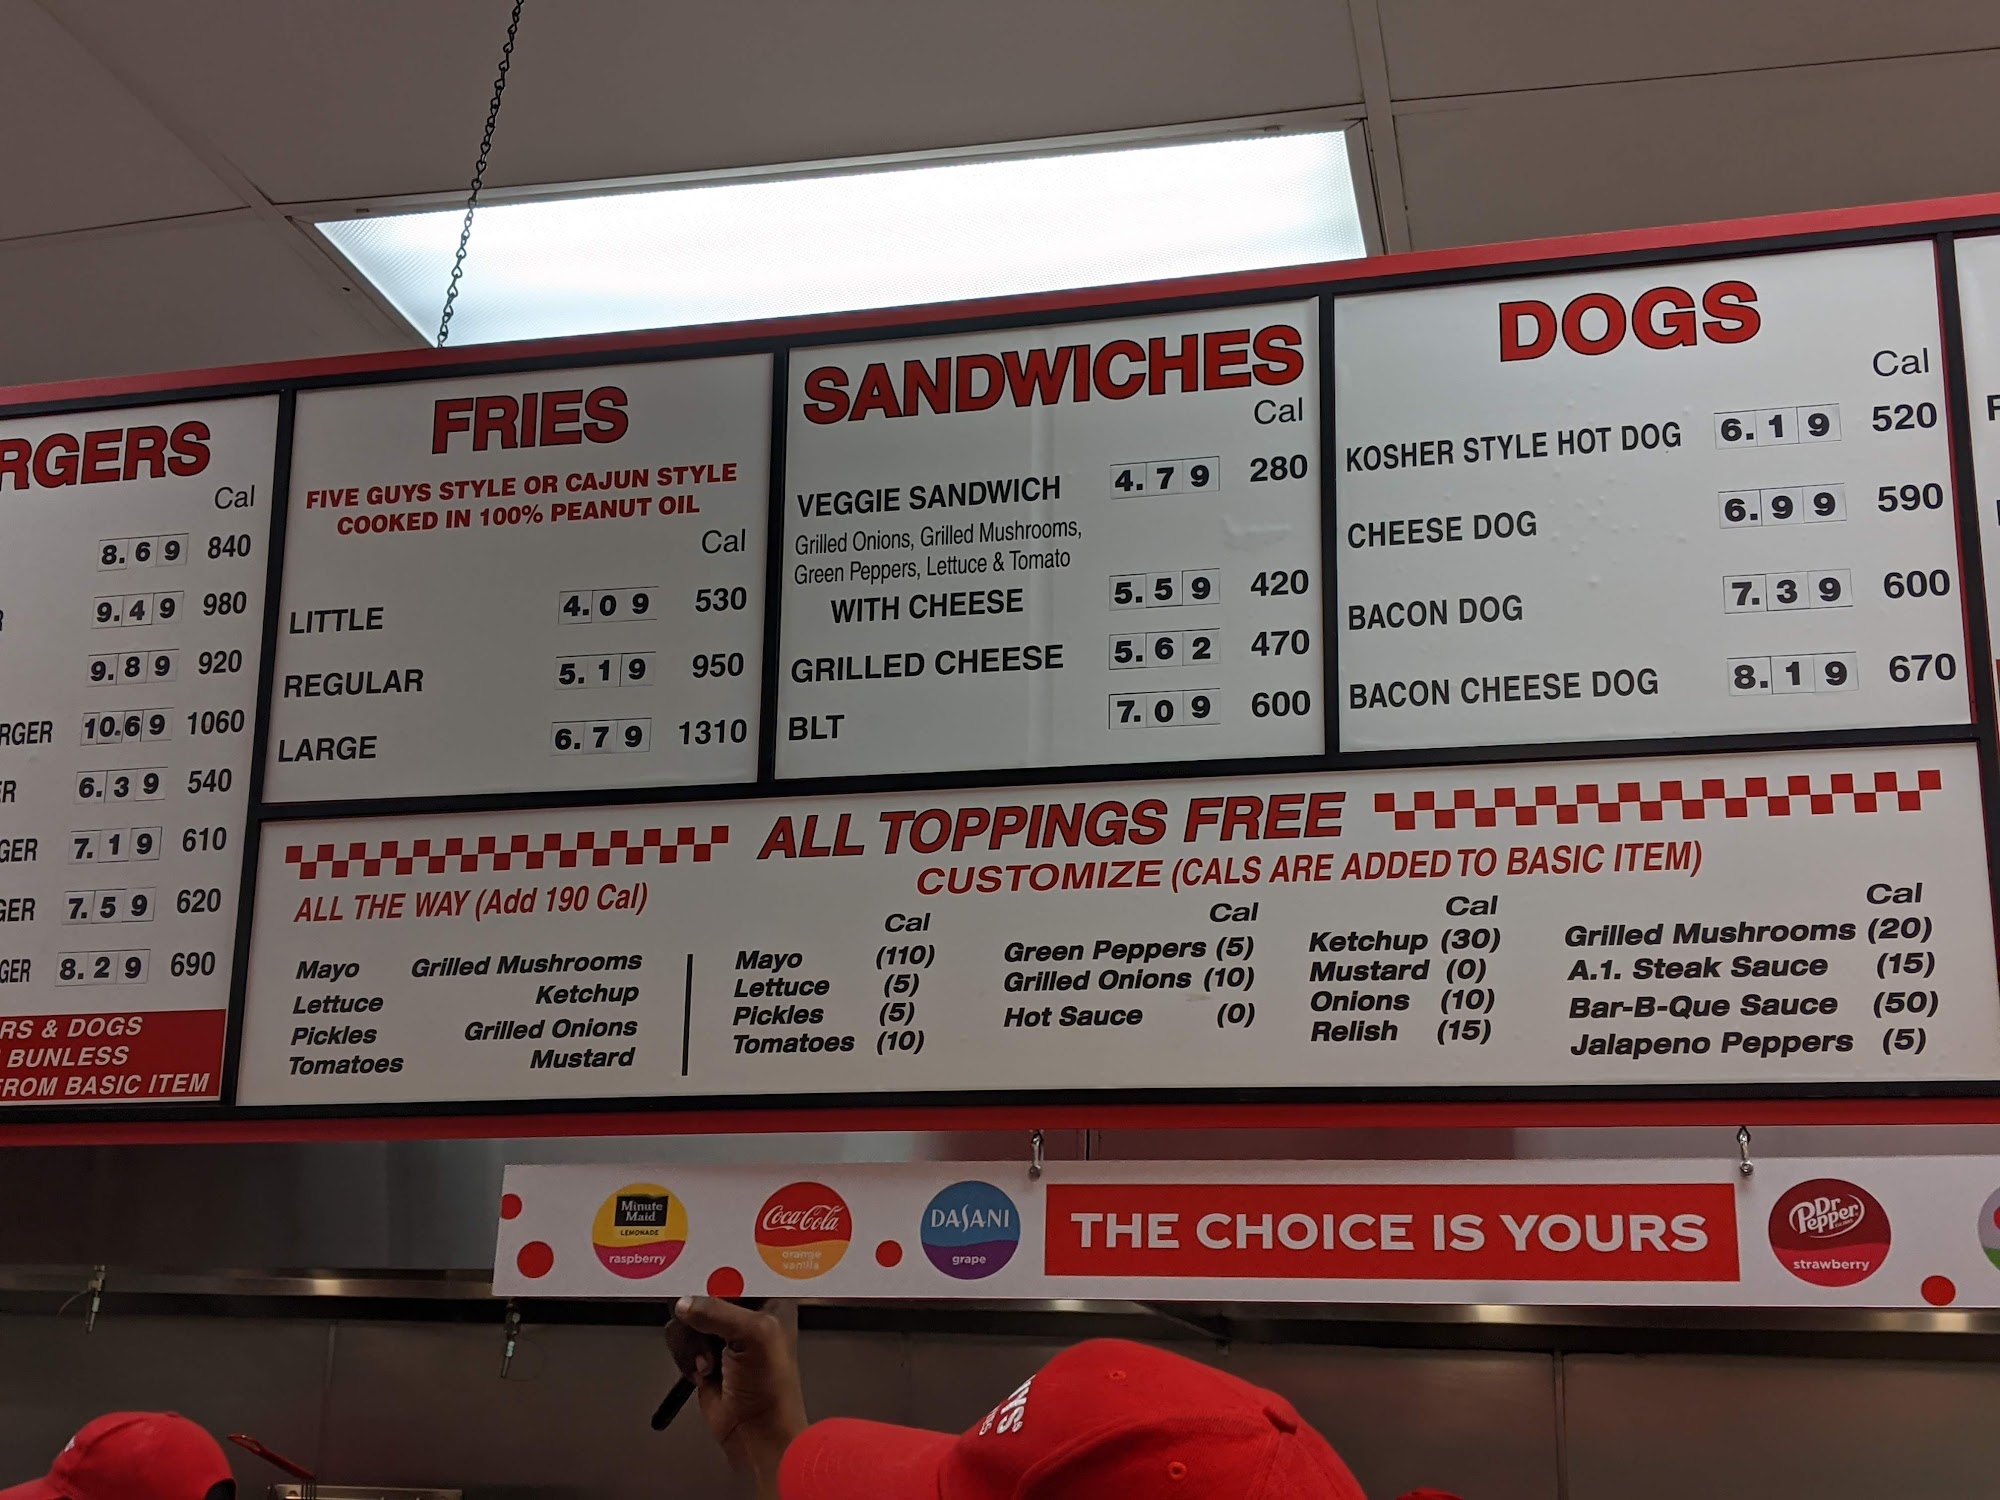 RGERS
Cal
8.69 840
R 9.49 980
9.89 920
RGER 10.69 1060
ER 6.39 540
GER 7.19 610
GER 7.59 620
GER 8.29 690
RS & DOGS
BUNLESS
FROM BASIC ITEM
FRIES
FIVE GUYS STYLE OR CAJUN STYLE
COOKED IN 100% PEANUT OIL
Cal
LITTLE 4.09 530
REGULAR 5.19 950
LARGE 6.79 1310
SANDWICHES
Cal
VEGGIE SANDWICH 4.79 280
Grilled Onions, Grilled Mushrooms,
Green Peppers, Lettuce & Tomato
WITH CHEESE 5.59 420
GRILLED CHEESE 5.62 470
BLT 7.09 600
DOGS
Cal
KOSHER STYLE HOT DOG 6.19 520
CHEESE DOG 6.99 590
BACON DOG 7.39 600
BACON CHEESE DOG 8.19 670
ALL TOPPINGS FREE
CUSTOMIZE (CALS ARE ADDED TO BASIC ITEM)
ALL THE WAY (Add 190 Cal)
Mayo Grilled Mushrooms
Lettuce Ketchup
Pickles Grilled Onions
Tomatoes Mustard
Cal
Mayo (110)
Lettuce (5)
Pickles (5)
Tomatoes (10)
Cal
Green Peppers (5)
Grilled Onions (10)
Hot Sauce (0)
Cal
Ketchup (30)
Mustard (0)
Onions (10)
Relish (15)
Cal
Grilled Mushrooms (20)
A.1. Steak Sauce (15)
Bar-B-Que Sauce (50)
Jalapeno Peppers (5)
Minute
Maid
LEMONADE
raspberry
Coca-Cola
orange
vanilla
DASANI
grape
THE CHOICE IS YOURS
Dr
Pepper
strawberry